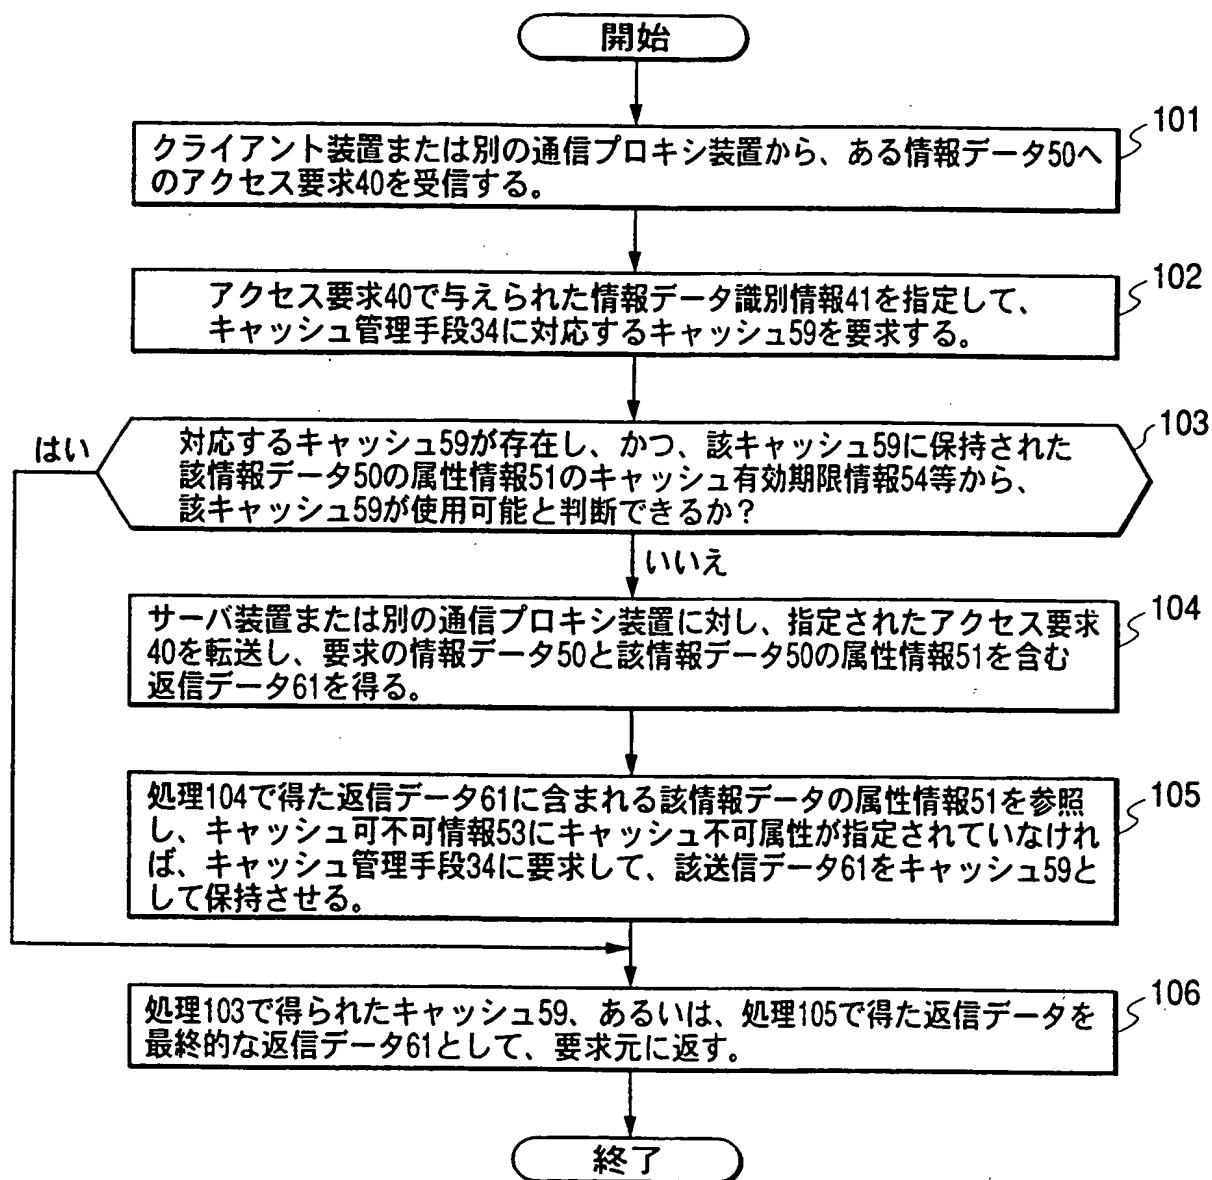 開始
101
クライアント装置または別の通信プロキシ装置から、ある情報データ50へ
のアクセス要求40を受信する。
102
アクセス要求40で与えられた情報データ識別情報41を指定して、
キャッシュ管理手段34に対応するキャッシュ59を要求する。
103
はい
対応するキャッシュ59が存在し、かつ、該キャッシュ59に保持された
該情報データ50の属性情報51のキャッシュ有効期限情報54等から、
該キャッシュ59が使用可能と判断できるか?
いいえ
104
サーバ装置または別の通信プロキシ装置に対し、指定されたアクセス要求
40を転送し、要求の情報データ50と該情報データ50の属性情報51を含む
返信データ61を得る。
105
処理104で得た返信データ61に含まれる該情報データの属性情報51を参照
し、キャッシュ可不可情報53にキャッシュ不可属性が指定されていなけれ
ば、キャッシュ管理手段34に要求して、該送信データ61をキャッシュ59と
して保持させる。
106
処理103で得られたキャッシュ59、あるいは、処理105で得た返信データを
最終的な返信データ61として、要求元に返す。
終了